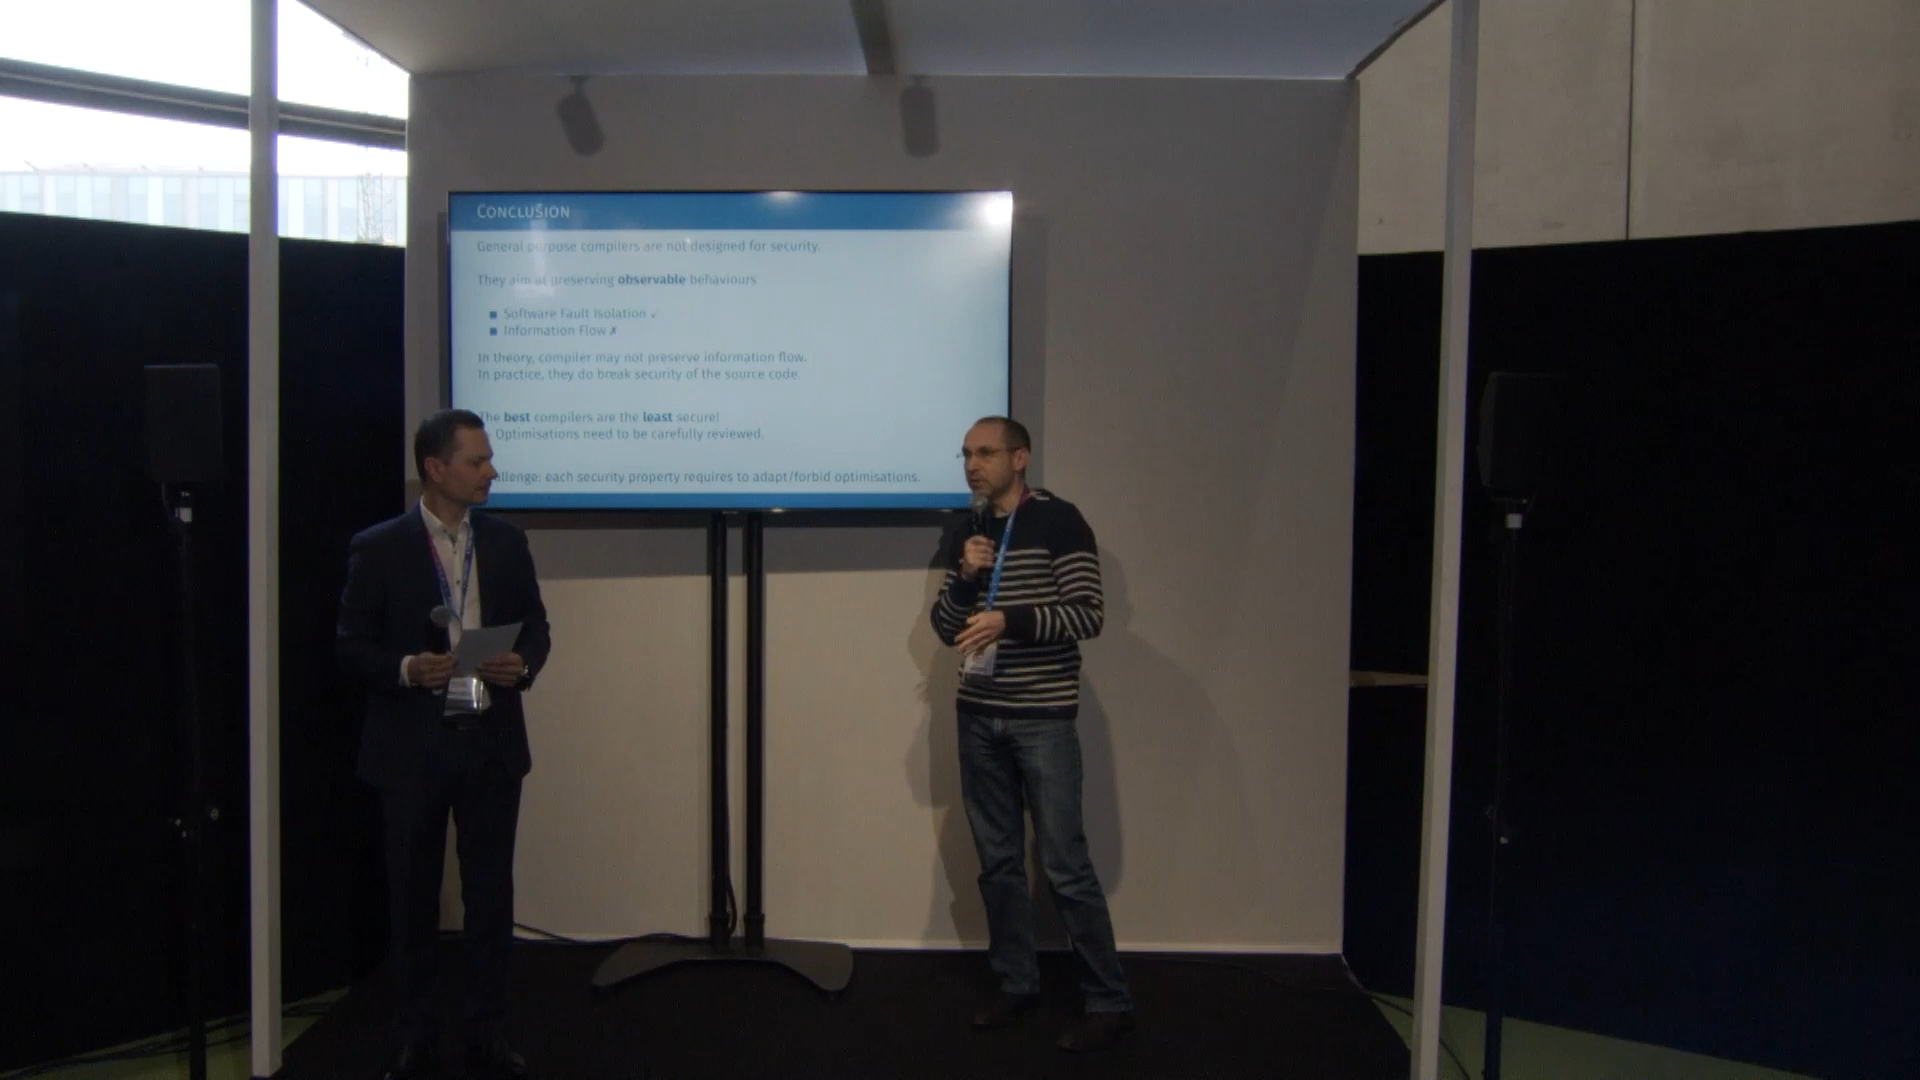 CONCLUSION
General purpose compilers are not designed for security.
They aim at preserving observable behaviours
■ Software Fault Isolation ✓
■ Information Flow ✗
In theory, compiler may not preserve information flow.
In practice, they do break security of the source code.
The best compilers are the least secure!
Optimisations need to be carefully reviewed.
allenge: each security property requires to adapt/forbid optimisations.